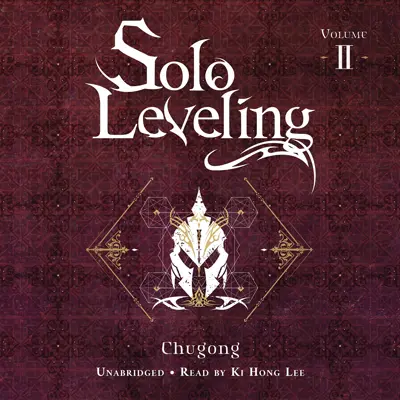 Volume
II
Solo
Leveling
Chugong
Unabridged • Read by Ki Hong Lee